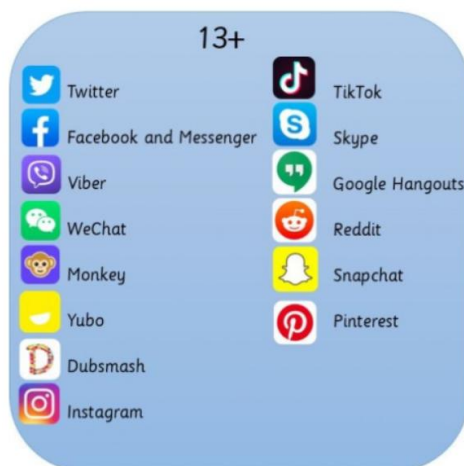 13+
Twitter
Facebook and Messenger
Viber
WeChat
Monkey
Yubo
Dubsmash
Instagram
TikTok
Skype
Google Hangouts
Reddit
Snapchat
Pinterest